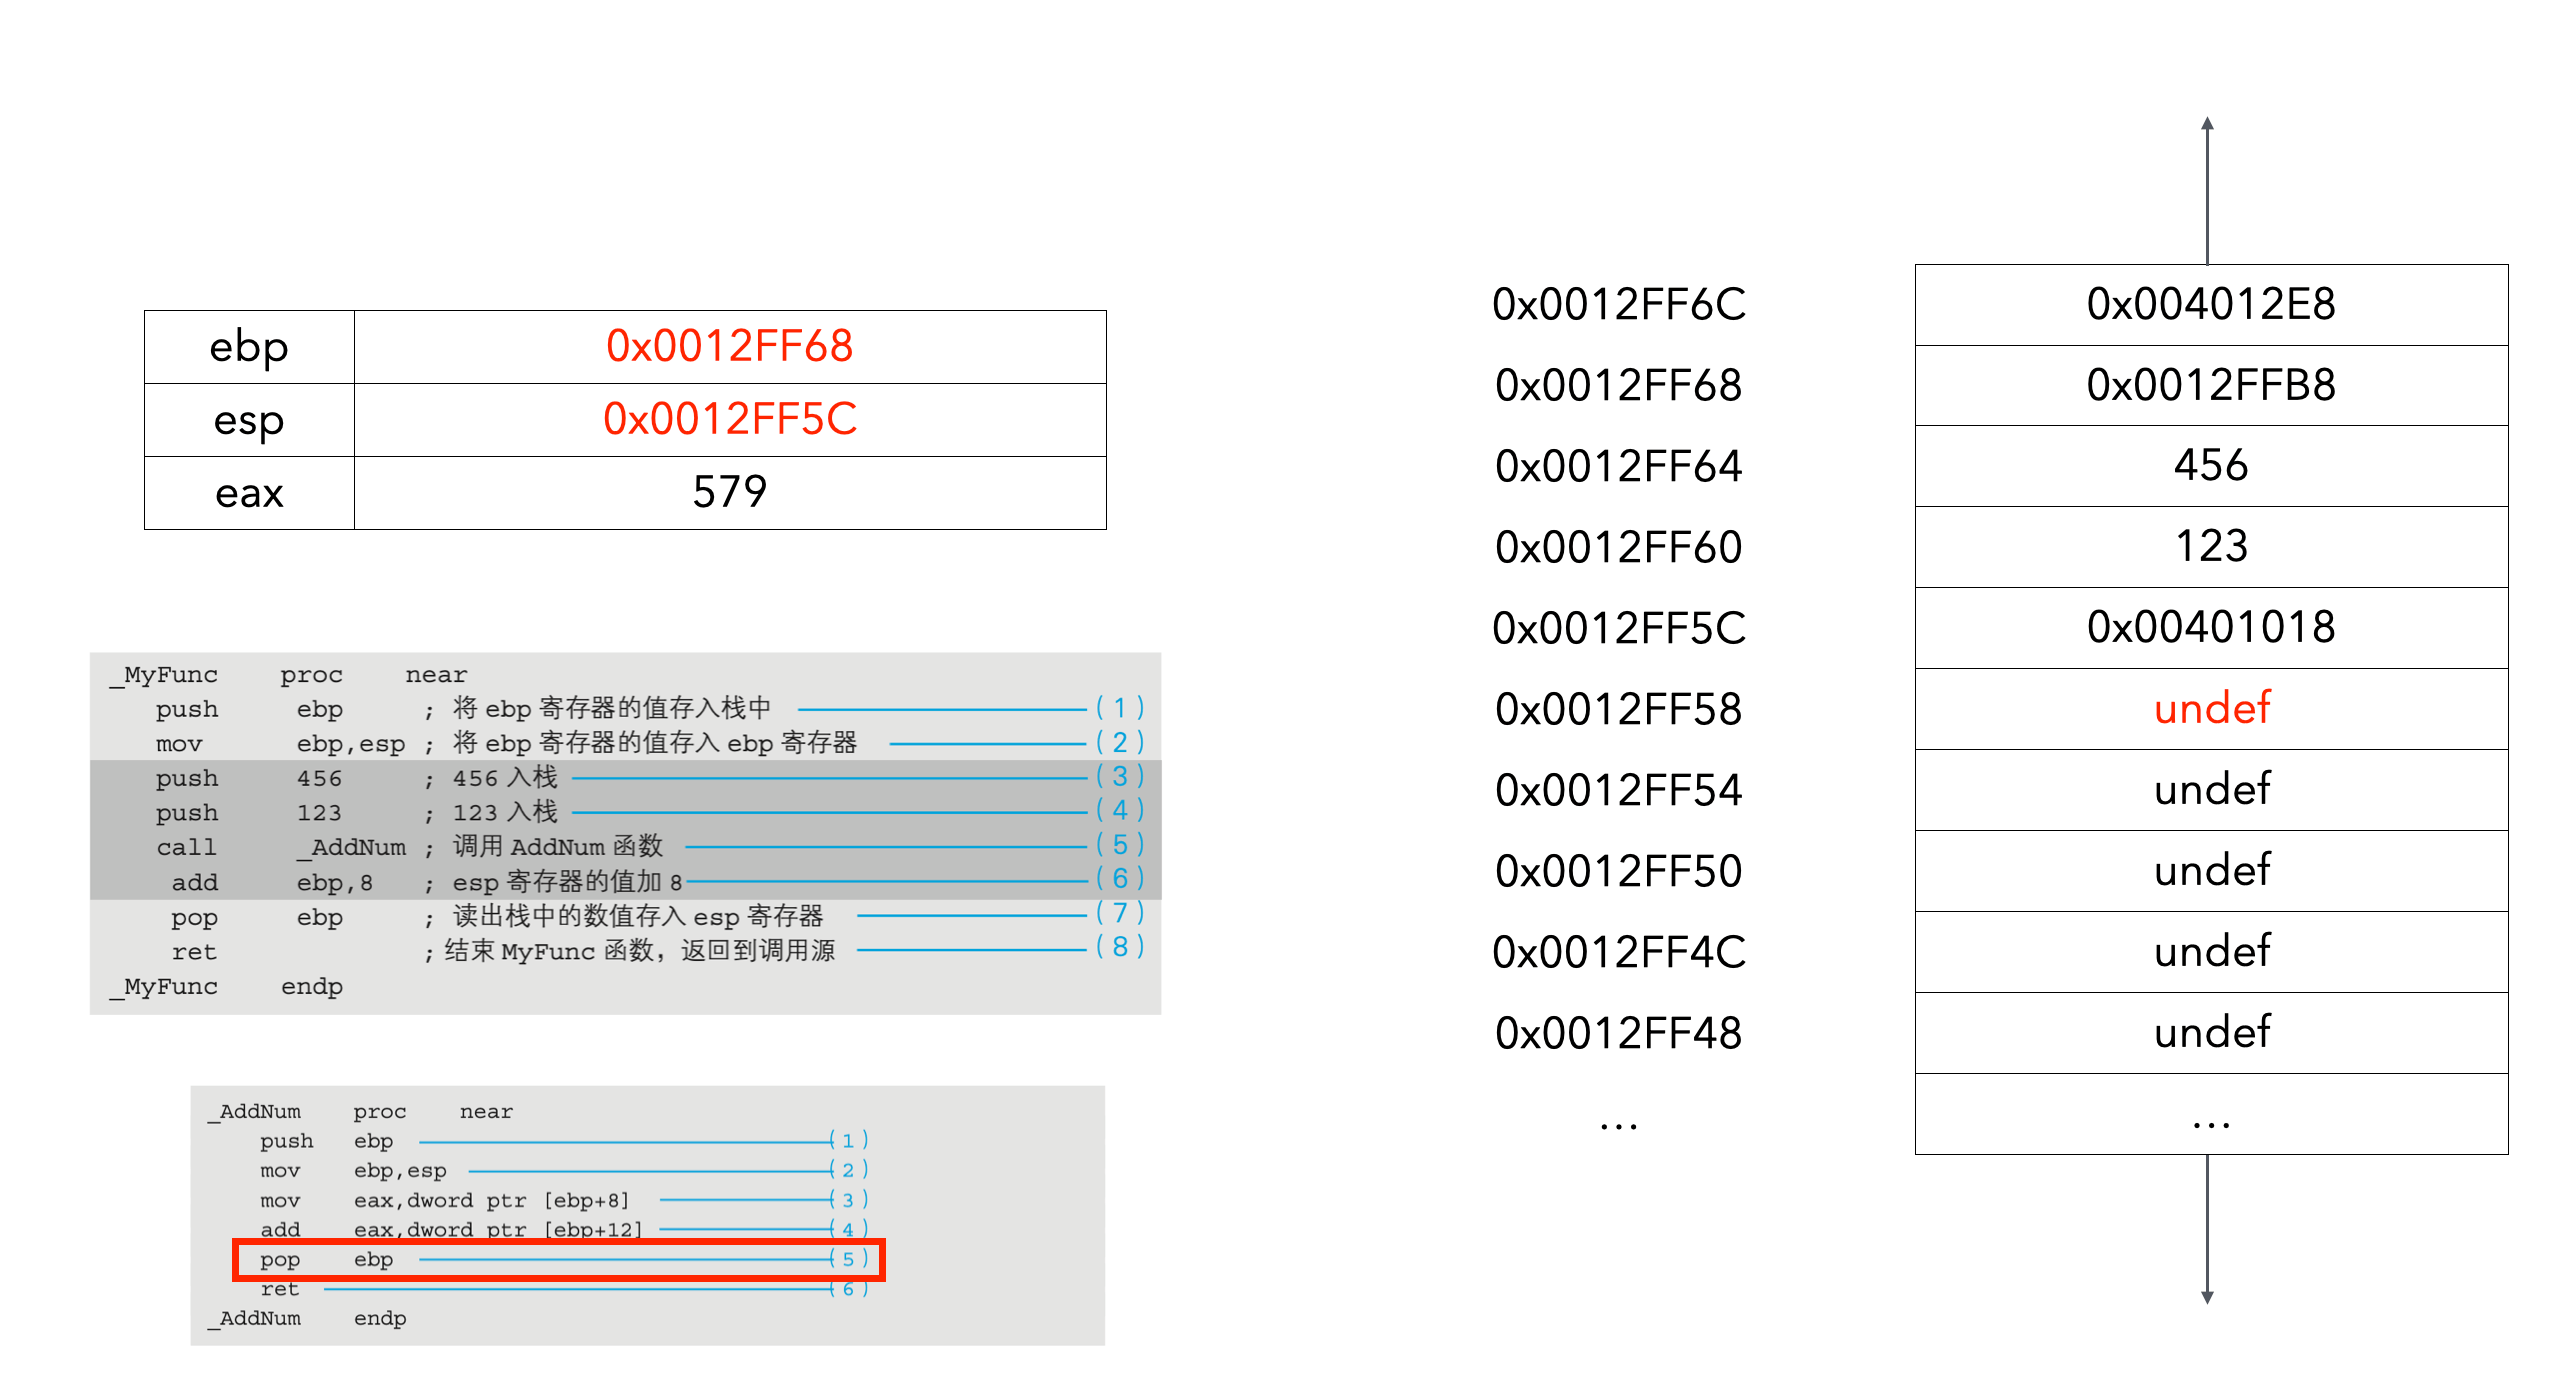 ebp 0x0012FF68
esp 0x0012FF5C
eax 579
_MyFunc proc near
push ebp ; 将 ebp 寄存器的值存入栈中 (1)
mov ebp,esp ; 将 ebp 寄存器的值存入 ebp 寄存器 (2)
push 456 ; 456 入栈 (3)
push 123 ; 123 入栈 (4)
call _AddNum ; 调用 AddNum 函数 (5)
add ebp,8 ; esp 寄存器的值加 8 (6)
pop ebp ; 读出栈中的数值存入 esp 寄存器 (7)
ret ; 结束 MyFunc 函数，返回到调用源 (8)
_MyFunc endp
_AddNum proc near
push ebp (1)
mov ebp,esp (2)
mov eax,dword ptr [ebp+8] (3)
add eax,dword ptr [ebp+12] (4)
pop ebp (5)
ret (6)
_AddNum endp
0x0012FF6C 0x004012E8
0x0012FF68 0x0012FFB8
0x0012FF64 456
0x0012FF60 123
0x0012FF5C 0x00401018
0x0012FF58 undef
0x0012FF54 undef
0x0012FF50 undef
0x0012FF4C undef
0x0012FF48 undef
... ...